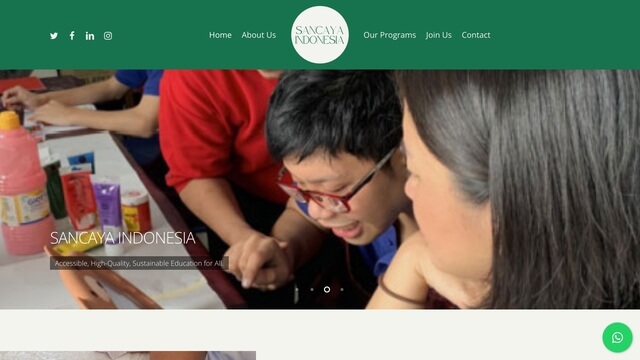 Home
About Us
SANCAYA
INDONESIA
Our Programs
Join Us
Contact
SANCAYA INDONESIA
Accessible, High-Quality, Sustainable Education for All